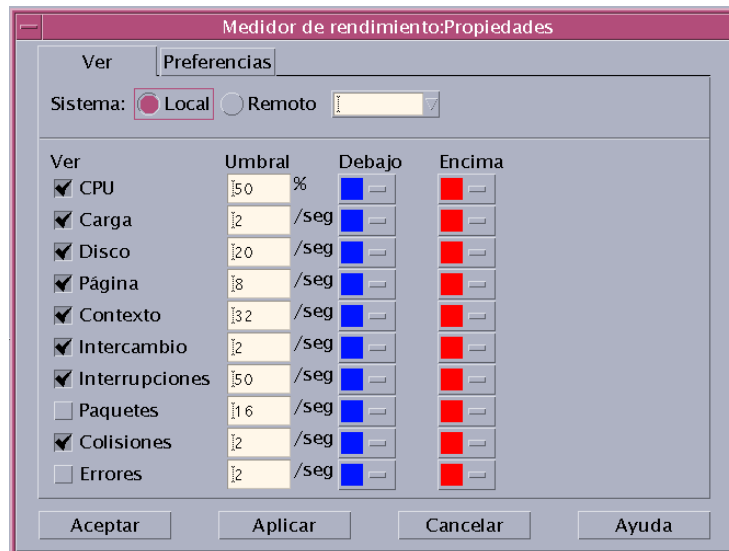 Medidor de rendimiento:Propiedades
Ver Preferencias
Sistema: Local Remoto
Ver Umbral Debajo Encima
CPU 50 %
Carga 2 /seg
Disco 20 /seg
Página 8 /seg
Contexto 32 /seg
Intercambio 2 /seg
Interrupciones 50 /seg
Paquetes 16 /seg
Colisiones 2 /seg
Errores 2 /seg
Aceptar Aplicar Cancelar Ayuda